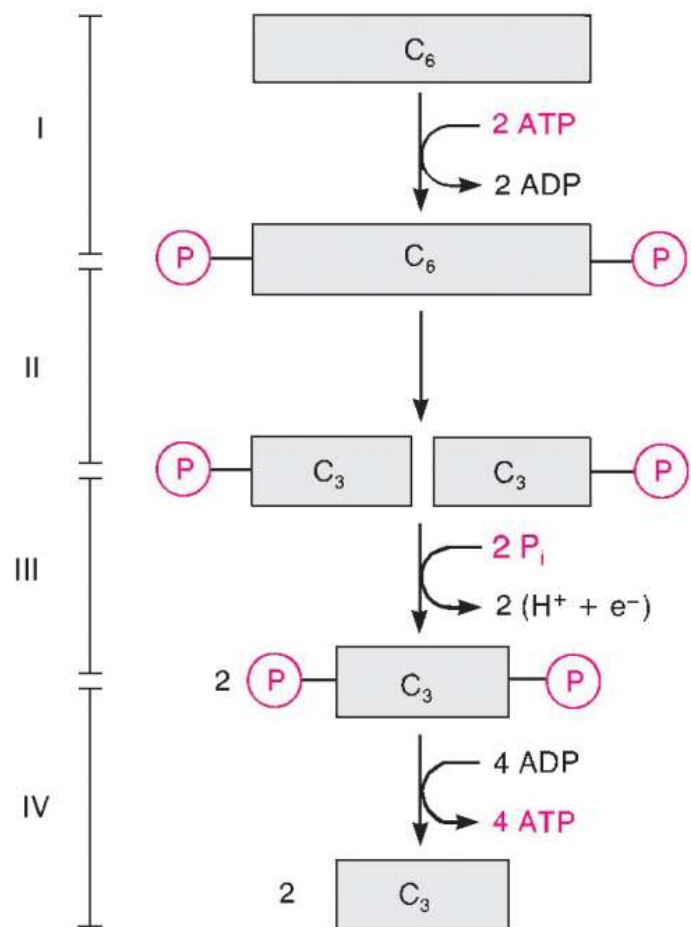 C₆
I
2 ATP
2 ADP
P C₆ P
II
P C₃ C₃ P
2 Pᵢ
III
2 (H⁺ + e⁻)
2 P C₃ P
4 ADP
IV
4 ATP
2 C₃